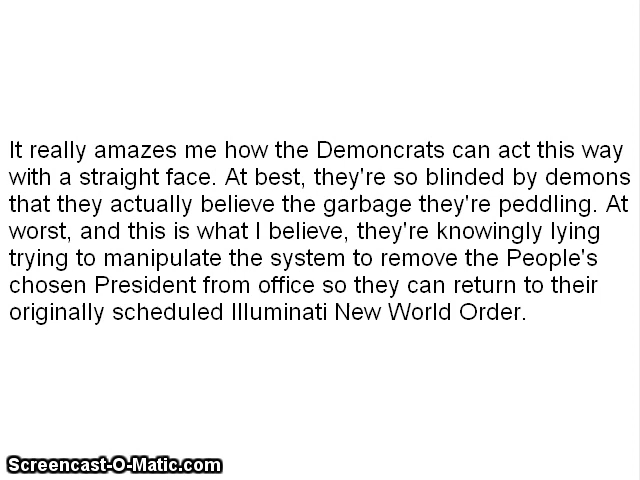 It really amazes me how the Demoncrats can act this way
with a straight face. At best, they're so blinded by demons
that they actually believe the garbage they're peddling. At
worst, and this is what I believe, they're knowingly lying
trying to manipulate the system to remove the People's
chosen President from office so they can return to their
originally scheduled Illuminati New World Order.
Screencast-O-Matic.com